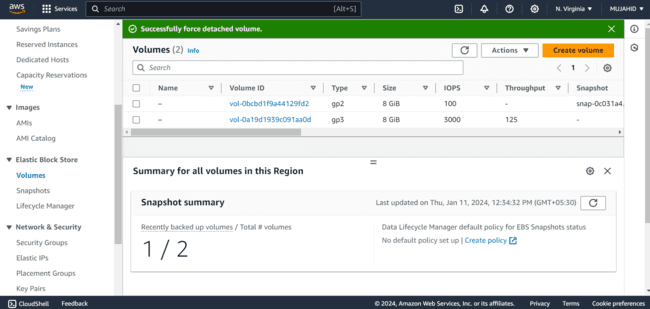 aws
Services
Search
[Alt+S]
N. Virginia ▼
MUJAHID ▼
Successfully force detached volume.
Savings Plans
Reserved Instances
Dedicated Hosts
Capacity Reservations
New
Images
AMIs
AMI Catalog
Elastic Block Store
Volumes
Snapshots
Lifecycle Manager
Network & Security
Security Groups
Elastic IPs
Placement Groups
Key Pairs
Volumes (2) Info
Actions ▼
Create volume
Search
1
Name Volume ID Type Size IOPS Throughput Snapshot
– vol-0bcbd1f9a44129fd2 gp2 8 GiB 100 - snap-0c031a4.
– vol-0a19d1939c091aa0d gp3 8 GiB 3000 125 -
Summary for all volumes in this Region
Snapshot summary
Last updated on Thu, Jan 11, 2024, 12:34:32 PM (GMT+05:30)
Recently backed up volumes / Total # volumes
1 / 2
Data Lifecycle Manager default policy for EBS Snapshots status
No default policy set up | Create policy
CloudShell Feedback
© 2024, Amazon Web Services, Inc. or its affiliates. Privacy Terms Cookie preferences